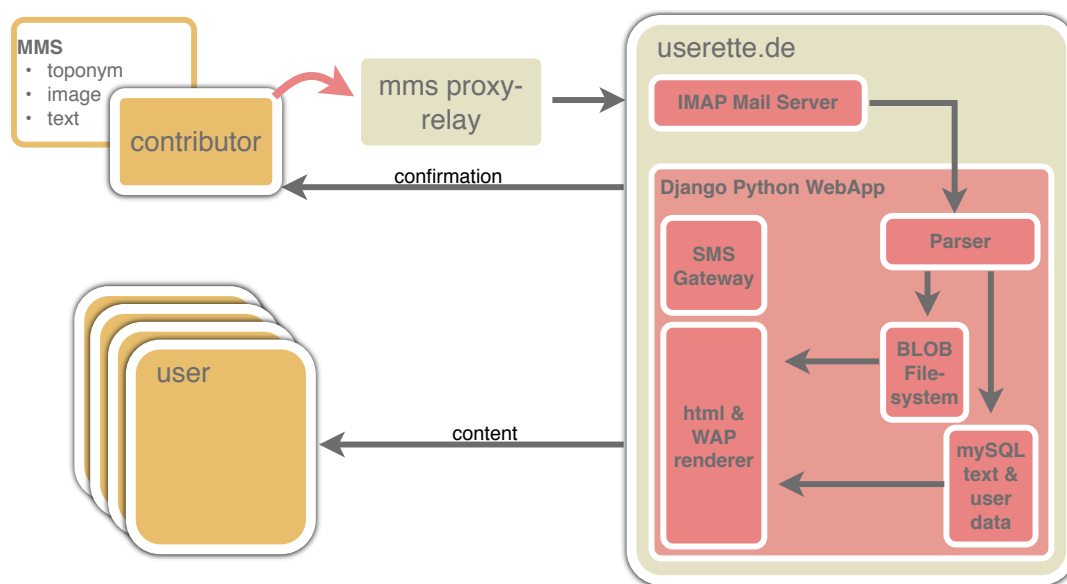 MMS
• toponym
• image
• text
contributor
mms proxy-
relay
userette.de
IMAP Mail Server
confirmation
Django Python WebApp
SMS
Gateway
Parser
BLOB
File-
system
html &
WAP
renderer
mySQL
text &
user
data
user
content